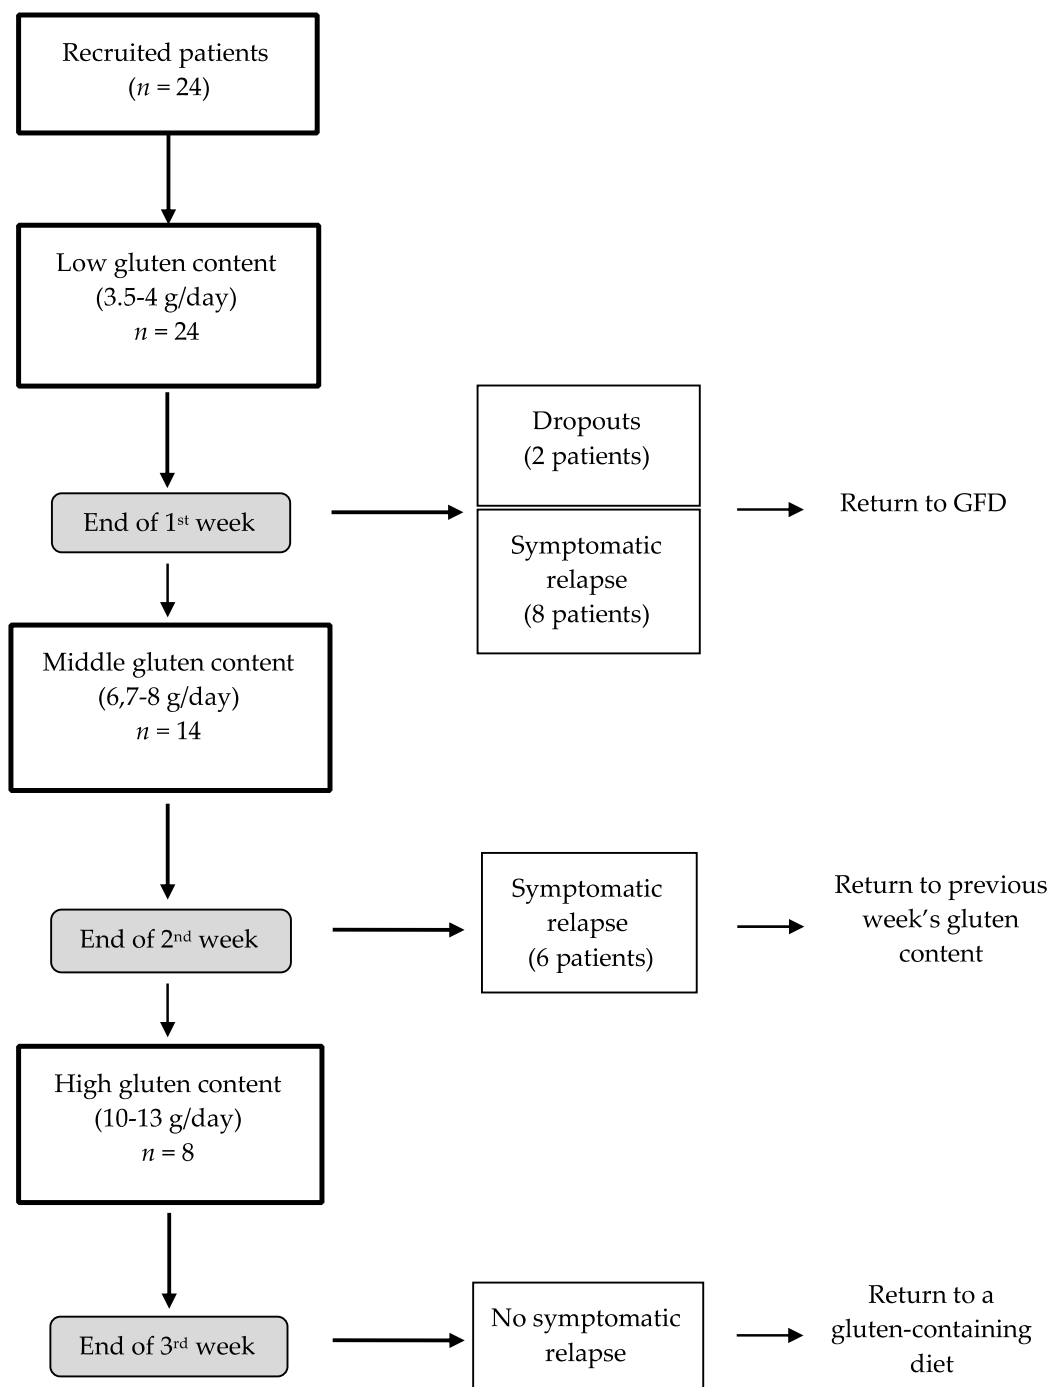 Recruited patients
(n = 24)
Low gluten content
(3.5-4 g/day)
n = 24
Dropouts
(2 patients)
End of 1st week
Return to GFD
Symptomatic
relapse
(8 patients)
Middle gluten content
(6,7-8 g/day)
n = 14
End of 2nd week
Symptomatic
relapse
(6 patients)
Return to previous
week's gluten
content
High gluten content
(10-13 g/day)
n = 8
End of 3rd week
No symptomatic
relapse
Return to a
gluten-containing
diet